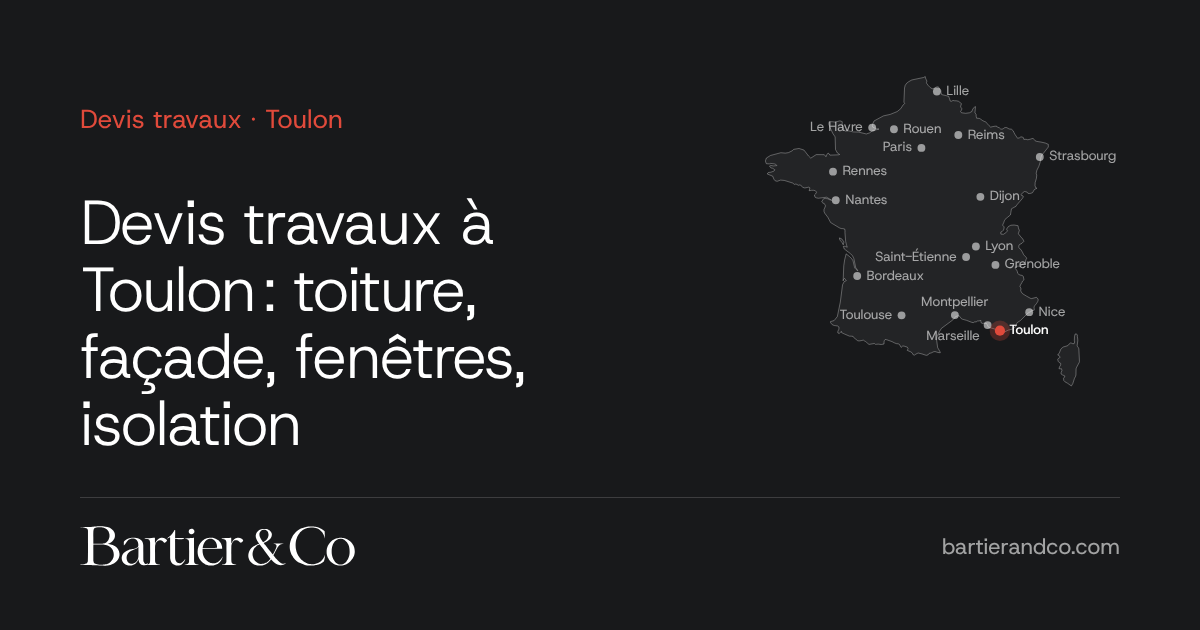 Devis travaux · Toulon
Devis travaux à
Toulon : toiture,
façade, fenêtres,
isolation
Lille
Le Havre
Rouen
Reims
Paris
Strasbourg
Rennes
Nantes
Dijon
Lyon
Saint-Étienne
Grenoble
Bordeaux
Montpellier
Toulouse
Nice
Marseille
Toulon
Bartier & Co
bartierandco.com